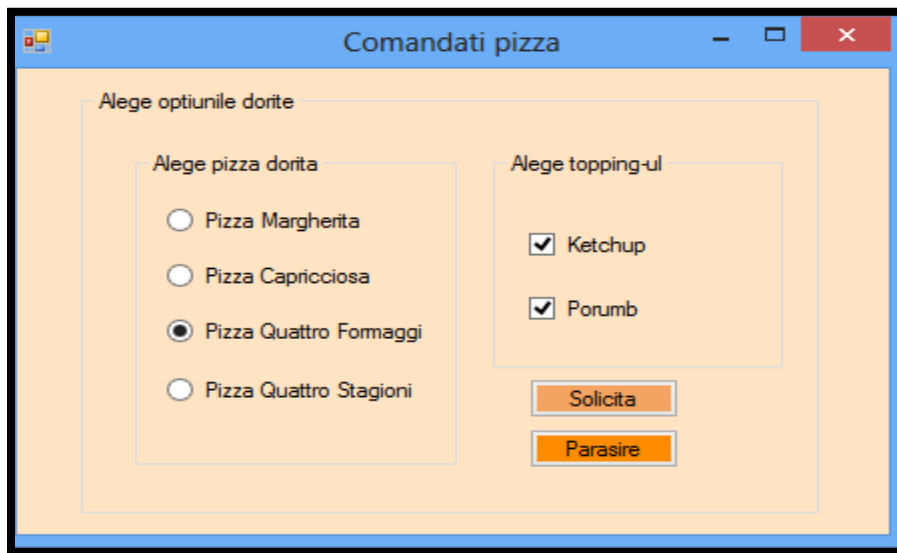 Comandati pizza
Alege optiunile dorite
Alege pizza dorita
Pizza Margherita
Pizza Capricciosa
Pizza Quattro Formaggi
Pizza Quattro Stagioni
Alege topping-ul
Ketchup
Porumb
Solicita
Parasire